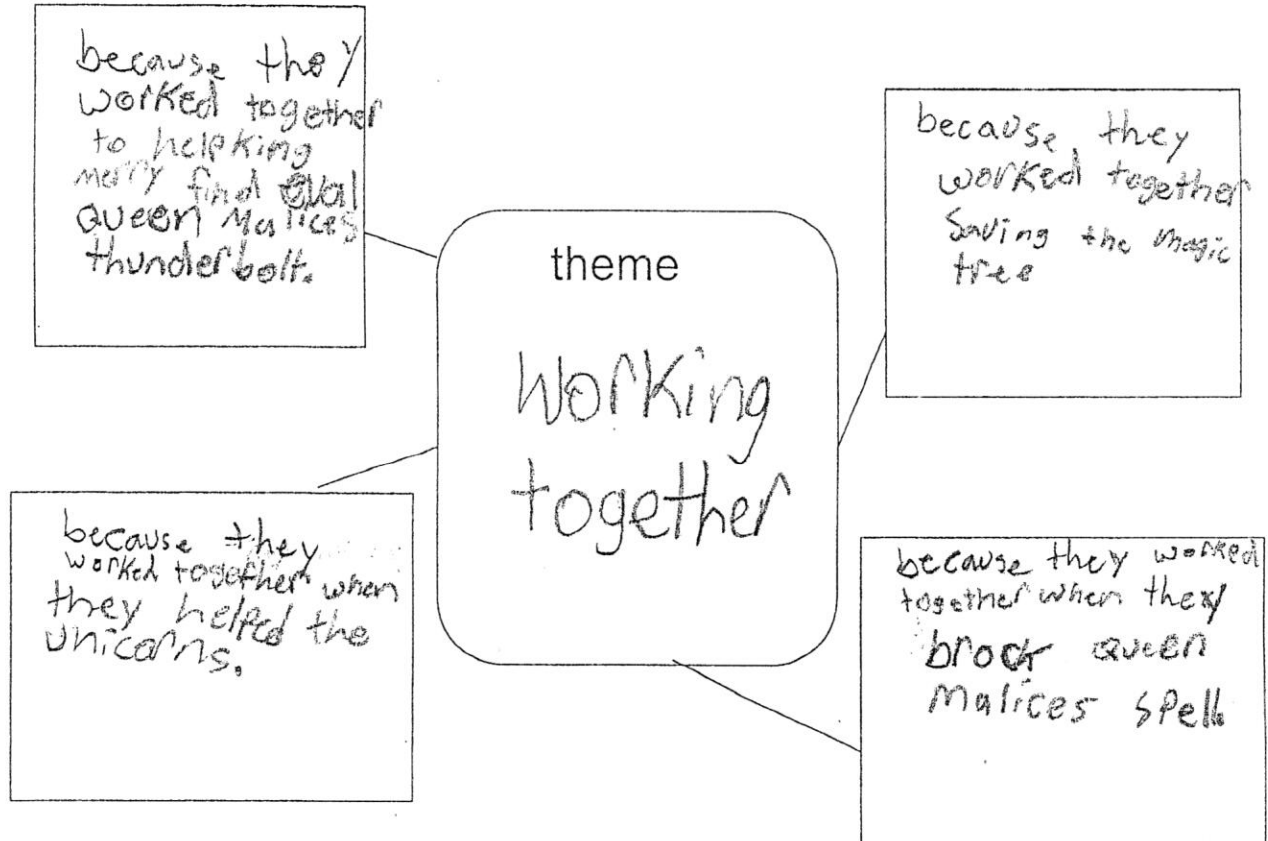 because they
worked together
to help King
merry find eval
queen Malices
thunderbolt.
because they
worked together
Saving the magic
tree
theme
Working
together
because they
worked together when
they helped the
unicorns.
because they worked
together when they
brock queen
Malices spell